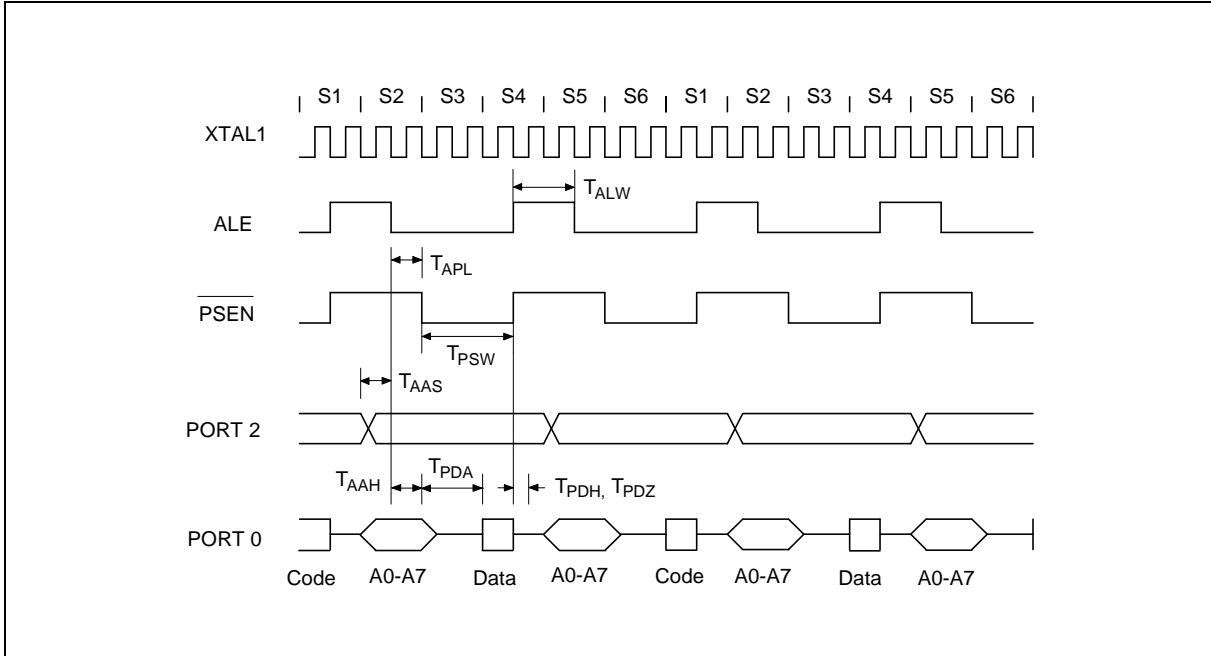 S1 S2 S3 S4 S5 S6 S1 S2 S3 S4 S5 S6
XTAL1
TALW
ALE
TAPL
PSEN
TPSW
TAAS
PORT 2
TAAH TPDA TPDH, TPDZ
PORT 0
Code A0-A7 Data A0-A7 Code A0-A7 Data A0-A7